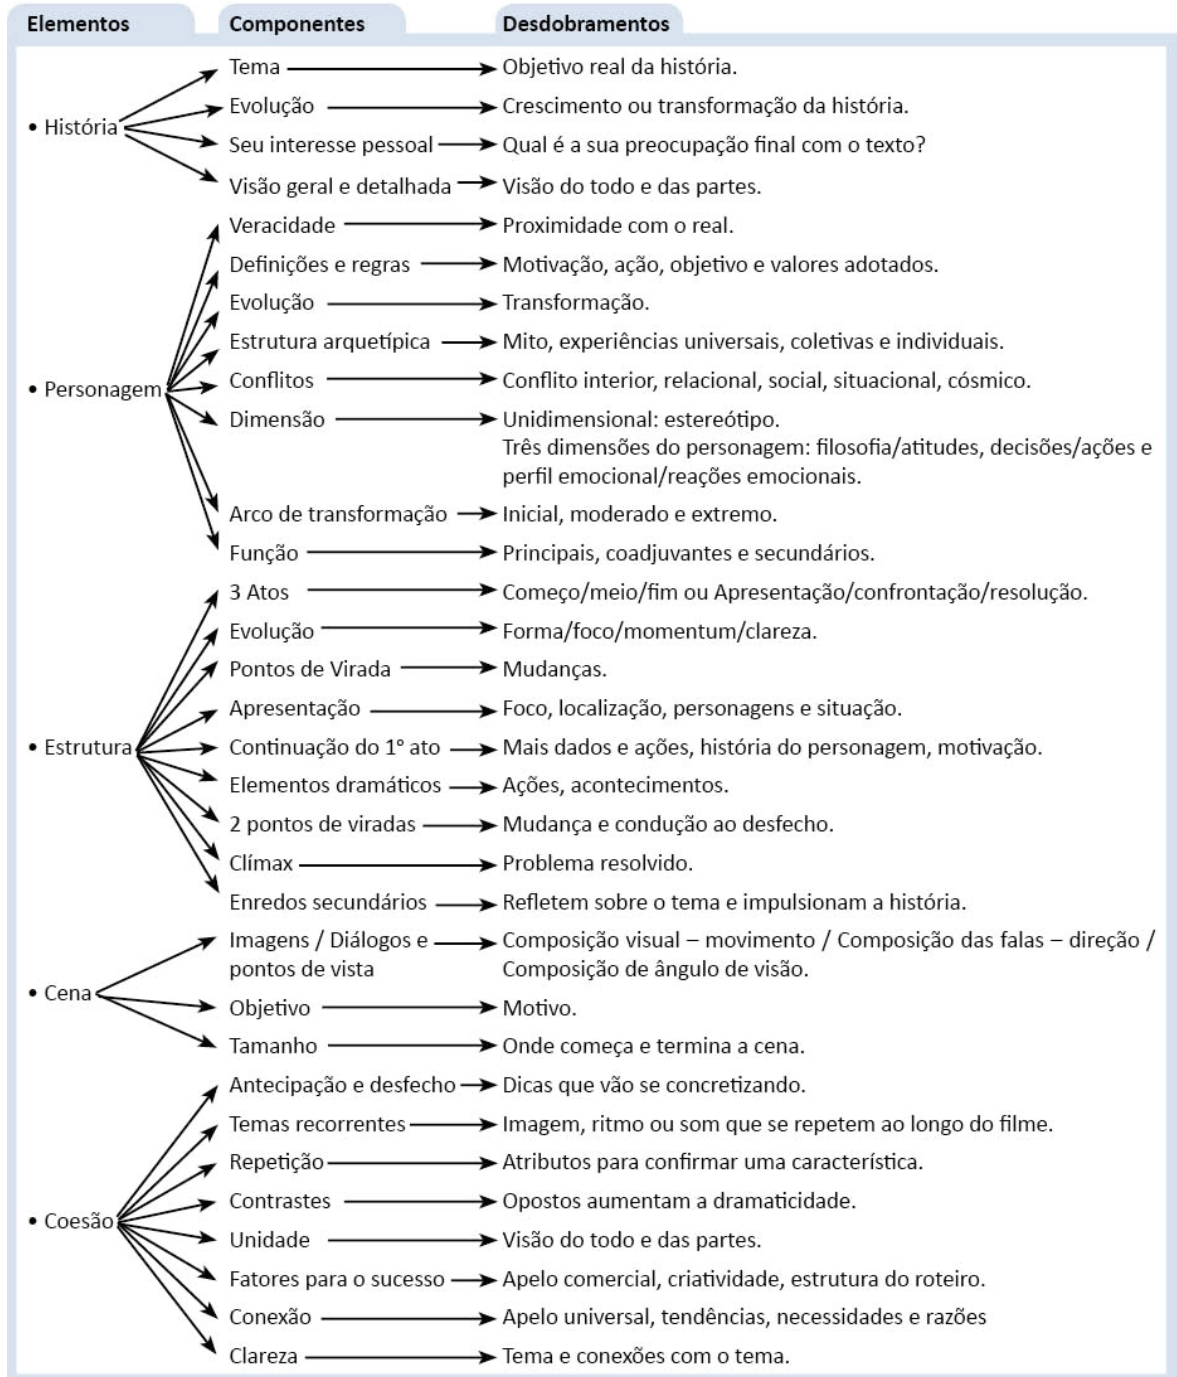 Elementos Componentes Desdobramentos
Tema Objetivo real da história.
Evolução Crescimento ou transformação da história.
• História
Seu interesse pessoal Qual é a sua preocupação final com o texto?
Visão geral e detalhada Visão do todo e das partes.
Veracidade Proximidade com o real.
Definições e regras Motivação, ação, objetivo e valores adotados.
Evolução Transformação.
Estrutura arquetípica Mito, experiências universais, coletivas e individuais.
• Personagem
Conflitos Conflito interior, relacional, social, situacional, cósmico.
Dimensão Unidimensional: estereótipo.
Três dimensões do personagem: filosofia/atitudes, decisões/ações e
perfil emocional/reações emocionais.
Arco de transformação Inicial, moderado e extremo.
Função Principais, coadjuvantes e secundários.
3 Atos Começo/meio/fim ou Apresentação/confrontação/resolução.
Evolução Forma/foco/momentum/clareza.
Pontos de Virada Mudanças.
Apresentação Foco, localização, personagens e situação.
• Estrutura Continuação do 1° ato Mais dados e ações, história do personagem, motivação.
Elementos dramáticos Ações, acontecimentos.
2 pontos de viradas Mudança e condução ao desfecho.
Clímax Problema resolvido.
Enredos secundários Refletem sobre o tema e impulsionam a história.
Imagens / Diálogos e Composição visual – movimento / Composição das falas – direção /
pontos de vista Composição de ângulo de visão.
• Cena
Objetivo Motivo.
Tamanho Onde começa e termina a cena.
Antecipação e desfecho Dicas que vão se concretizando.
Temas recorrentes Imagem, ritmo ou som que se repetem ao longo do filme.
Repetição Atributos para confirmar uma característica.
Contrastes Opostos aumentam a dramaticidade.
• Coesão
Unidade Visão do todo e das partes.
Fatores para o sucesso Apelo comercial, criatividade, estrutura do roteiro.
Conexão Apelo universal, tendências, necessidades e razões
Clareza Tema e conexões com o tema.